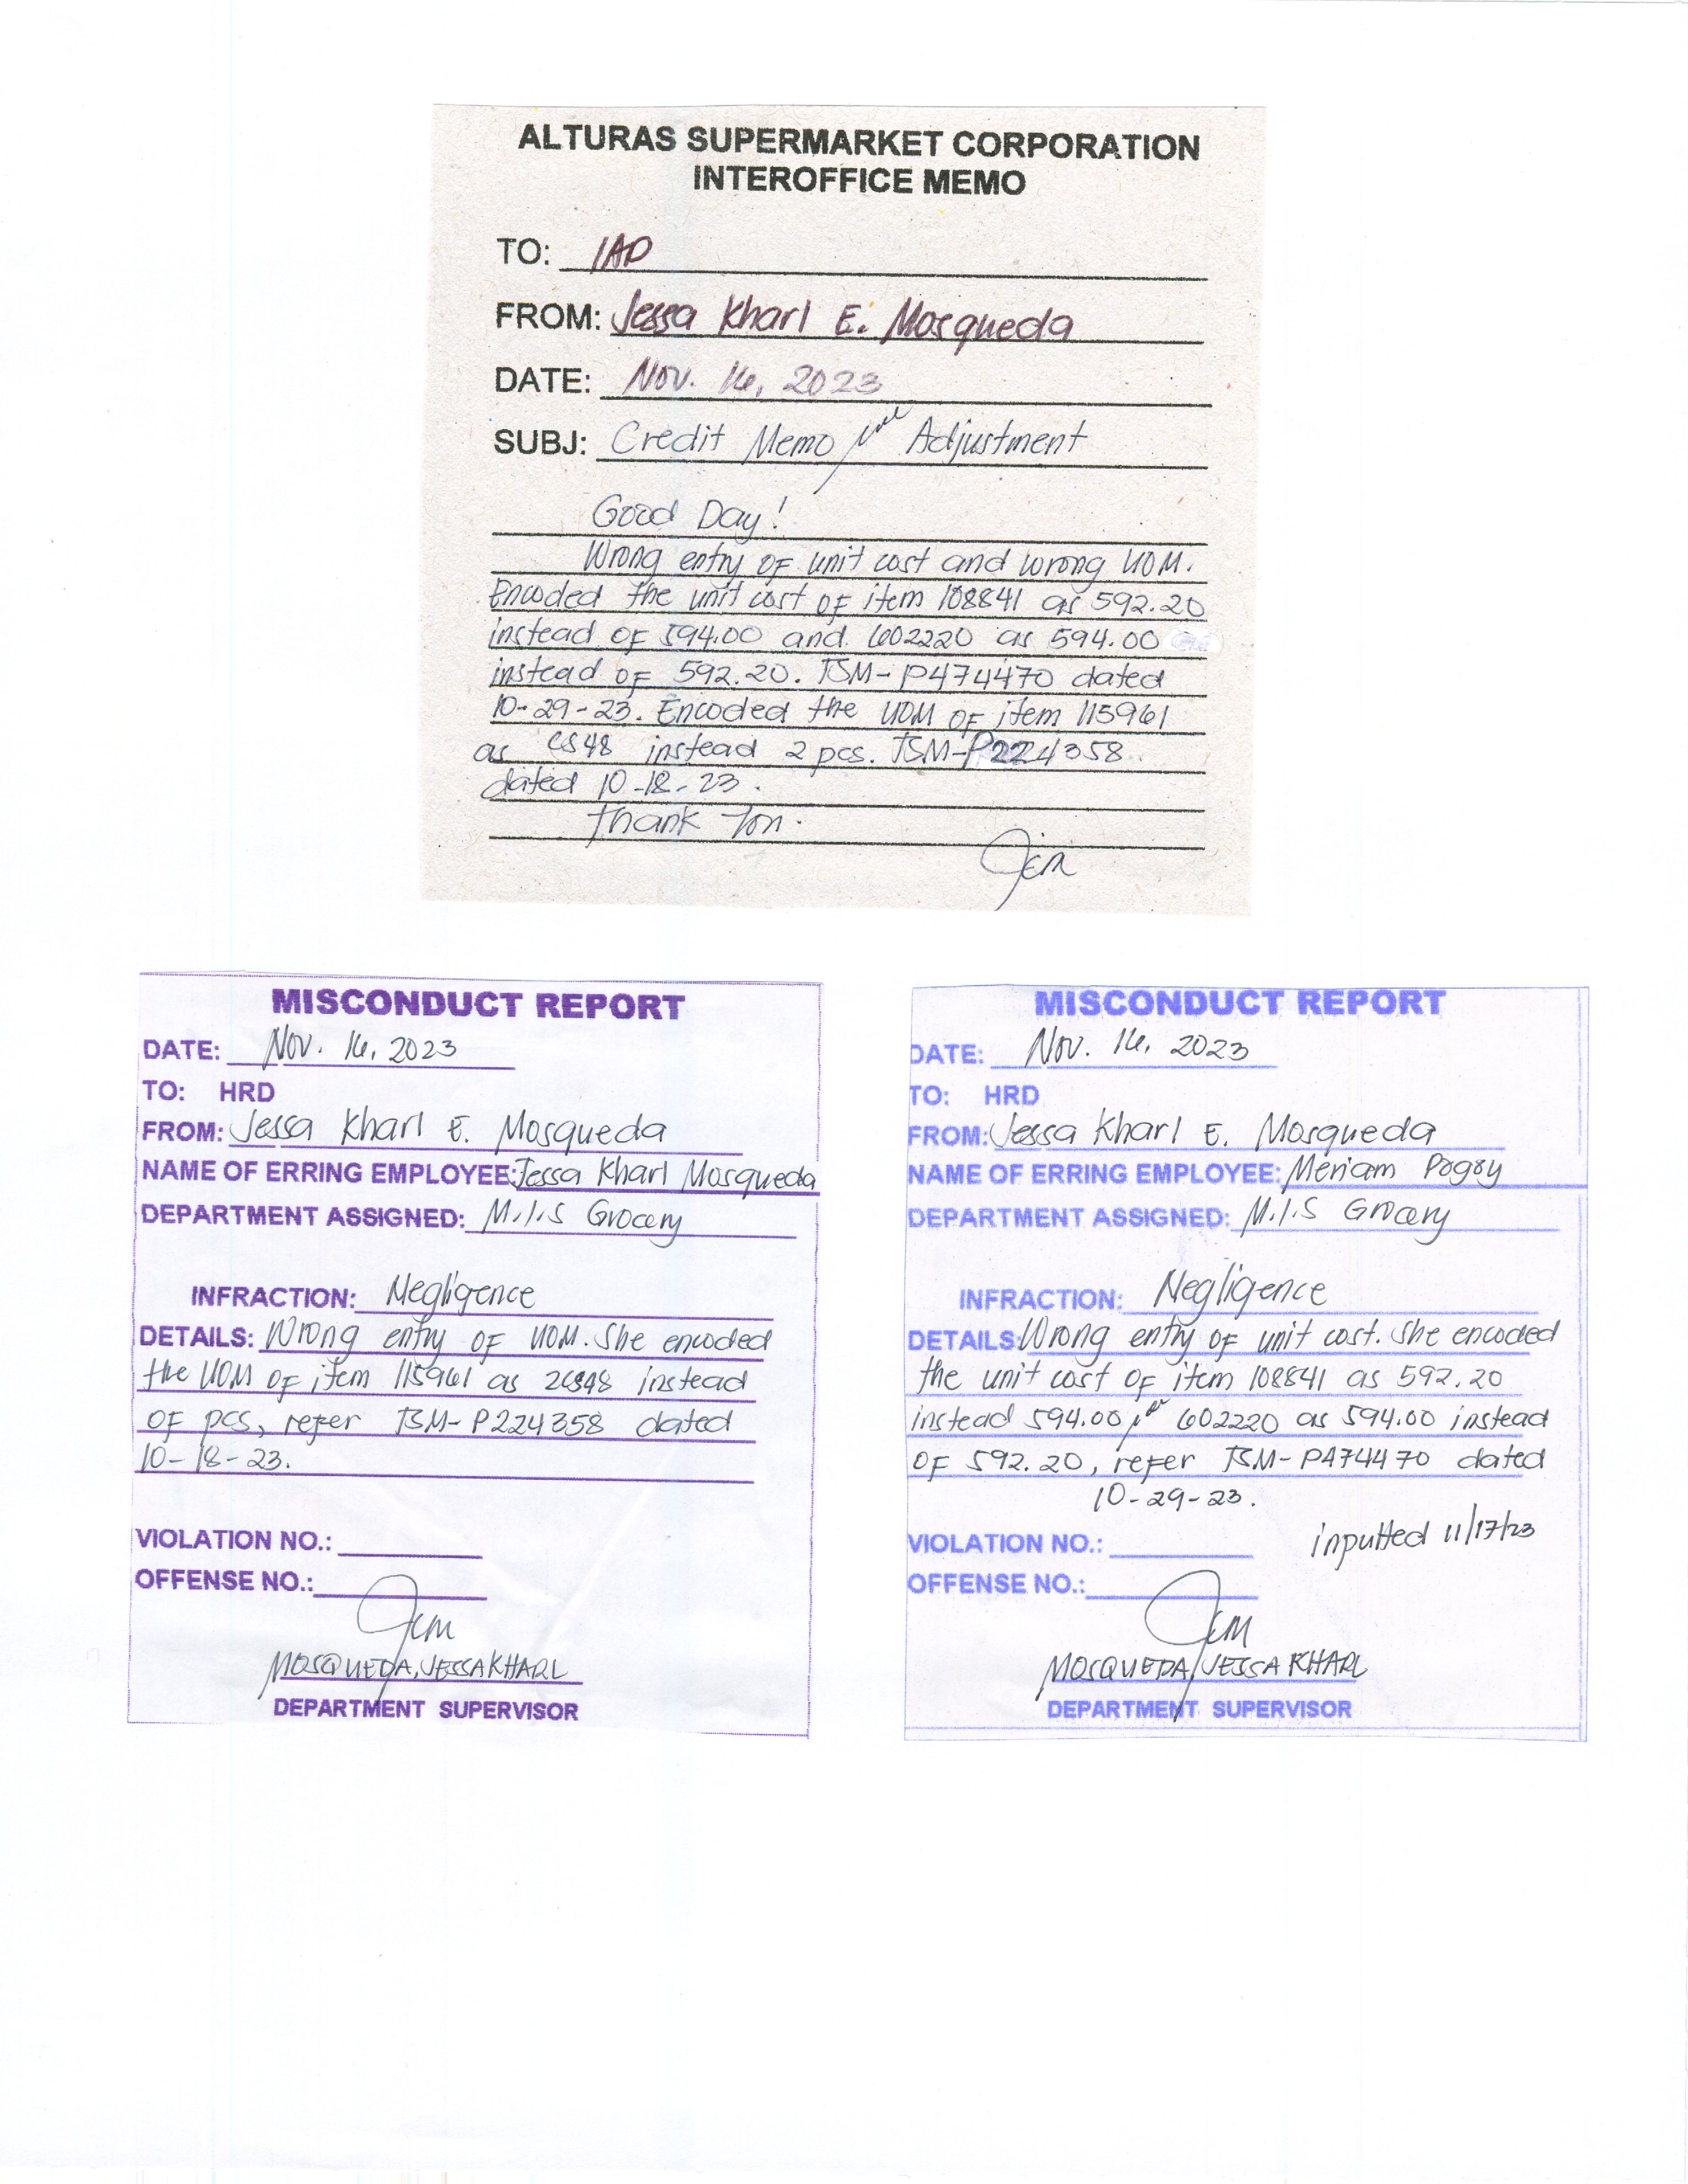 ALTURAS SUPERMARKET CORPORATION
INTEROFFICE MEMO
TO: IAD
FROM: Jessa Kharl E. Mosqueda
DATE: Nov. 16, 2023
SUBJ: Credit Memo Adjustment
Good Day!
Wrong entry of unit cost and wrong UOM.
Encoded the unit cost of item 108841 as 592.20
instead of 594.00 and 602220 as 594.00
instead of 592.20. TSM-P474470 dated
10-29-23. Encoded the UOM of item 115961
as cs48 instead 2 pcs. TSM-P224358
dated 10-18-23.
Thank You.
Jem
MISCONDUCT REPORT
DATE: Nov. 16, 2023
TO: HRD
FROM: Jessa Kharl E. Mosqueda
NAME OF ERRING EMPLOYEE: Jessa Kharl Mosqueda
DEPARTMENT ASSIGNED: M.I.S Grocery
INFRACTION: Negligence
DETAILS: Wrong entry of UOM. She encoded
the UOM of item 115961 as 2cs48 instead
of pcs, refer TSM-P224358 dated
10-18-23.
VIOLATION NO.:
OFFENSE NO.:
Jem
MOSQUEDA, JESSA KHARL
DEPARTMENT SUPERVISOR
MISCONDUCT REPORT
DATE: Nov. 16, 2023
TO: HRD
FROM: Jessa Kharl E. Mosqueda
NAME OF ERRING EMPLOYEE: Meriam
DEPARTMENT ASSIGNED: M.I.S Grocery
INFRACTION: Negligence
DETAILS: Wrong entry of unit cost. She encoded
the unit cost of item 108841 as 592.20
instead 594.00 602220 as 594.00 instead
of 592.20, refer TSM-P474470 dated
10-29-23.
inputted 11/17/23
VIOLATION NO.:
OFFENSE NO.:
Jem
MOSQUEDA, JESSA KHARL
DEPARTMENT SUPERVISOR